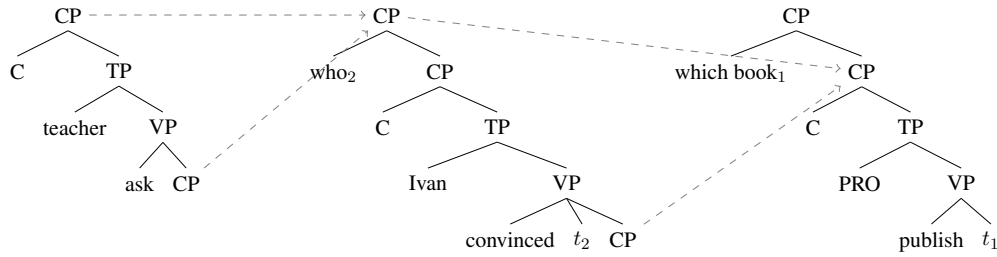 CP CP CP
C TP who₂ CP which book₁ CP
teacher VP C TP C TP
ask CP Ivan VP PRO VP
convinced t₂ CP publish t₁